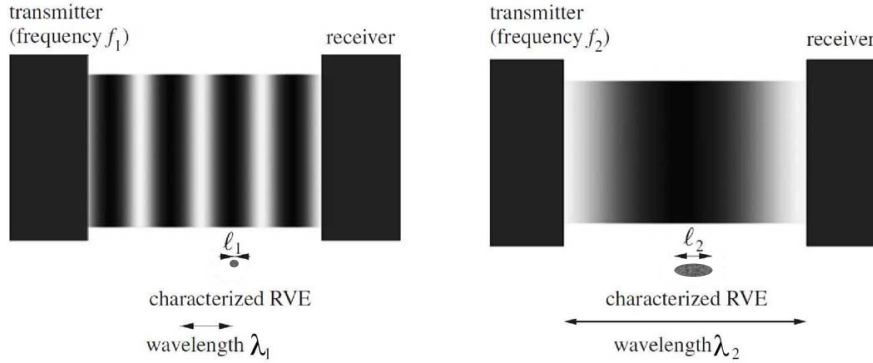 transmitter
(frequency f₁)
receiver
ℓ₁
characterized RVE
wavelength λ₁
transmitter
(frequency f₂)
receiver
ℓ₂
characterized RVE
wavelength λ₂